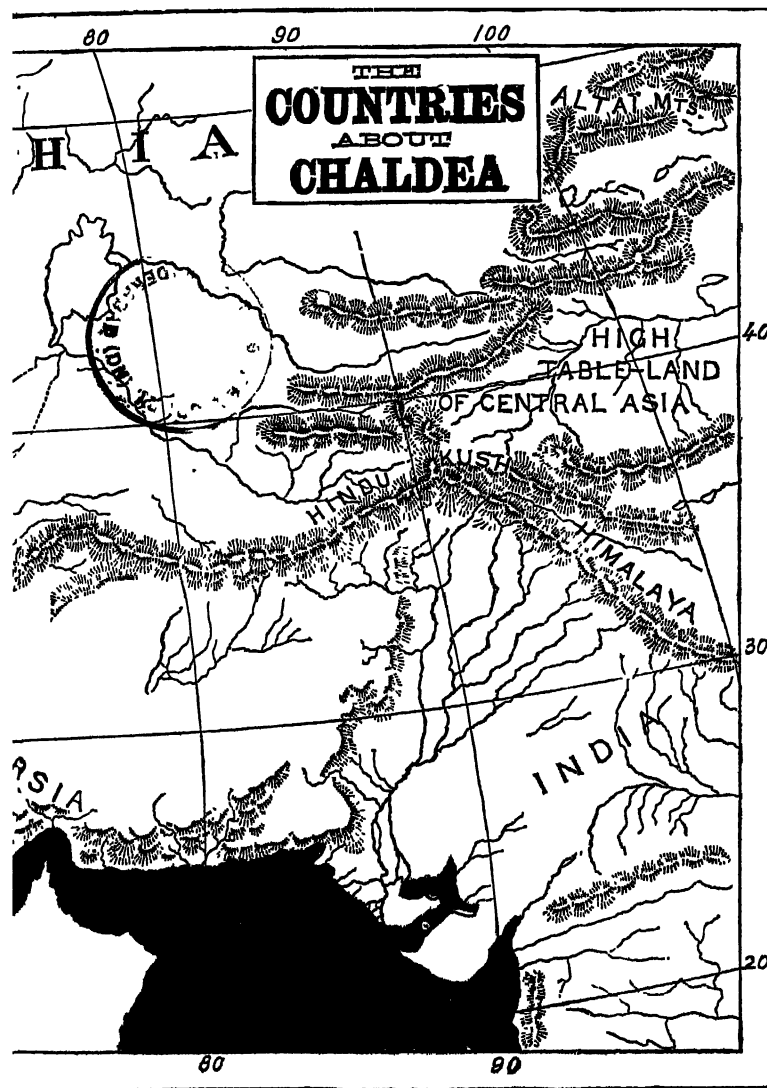 80 90 100
THE
COUNTRIES
ABOUT
CHALDEA
ALTAI MTS.
H I A
HIGH
TABLE-LAND
OF CENTRAL ASIA
40
HINDU KUSH
HIMALAYA
30
INDIA
RSIA
20
80 90